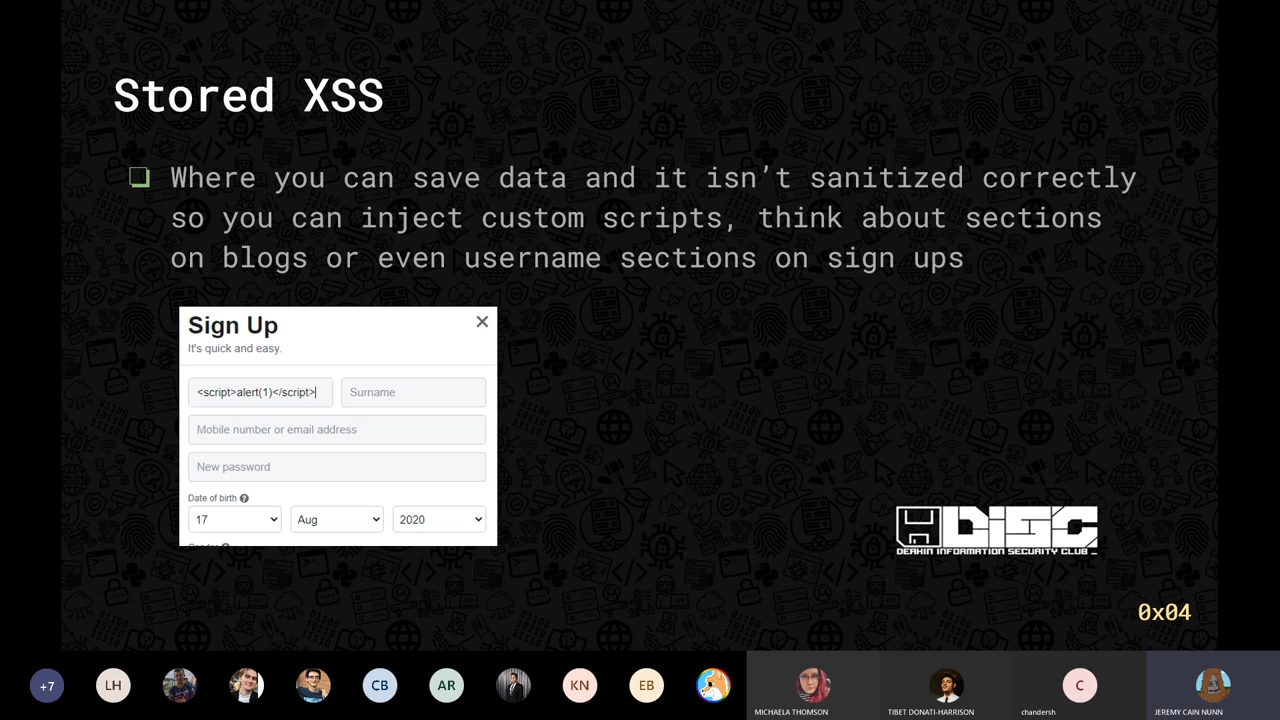 Stored XSS
Where you can save data and it isn't sanitized correctly
so you can inject custom scripts, think about sections
on blogs or even username sections on sign ups
Sign Up
It's quick and easy.
<script>alert(1)</script>
Surname
Mobile number or email address
New password
Date of birth
17 Aug 2020
DISC
DEAKIN INFORMATION SECURITY CLUB _
0x04
+7 LH CB AR KN EB C
MICHAELA THOMSON TIBET DONATI-HARRISON chandersh JEREMY CAIN NUNN